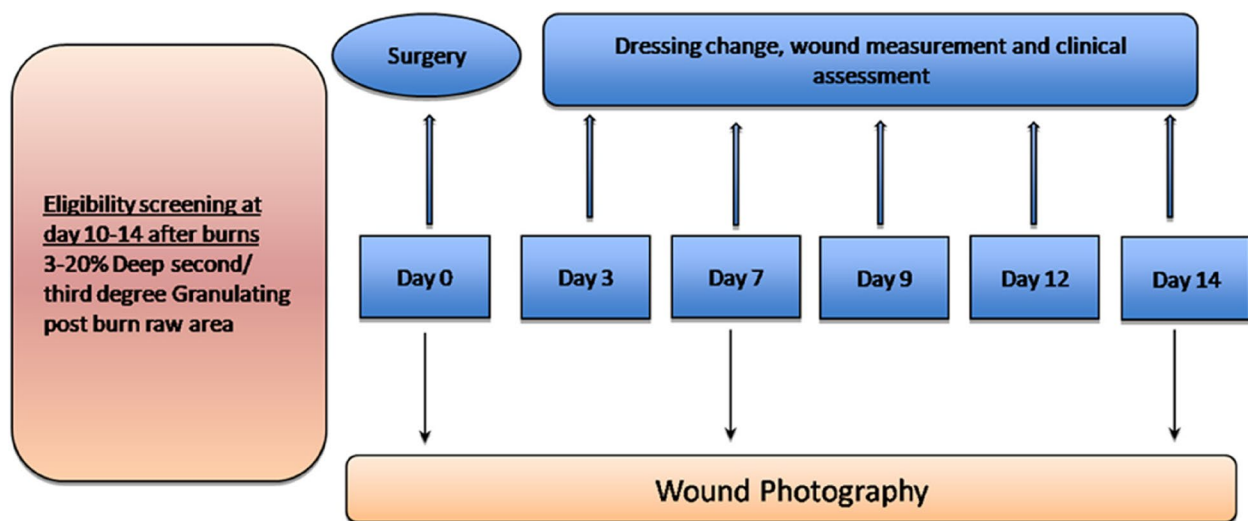 Surgery
Dressing change, wound measurement and clinical
assessment
Eligibility screening at
day 10-14 after burns
3-20% Deep second/
third degree Granulating
post burn raw area
Day 0
Day 3
Day 7
Day 9
Day 12
Day 14
Wound Photography